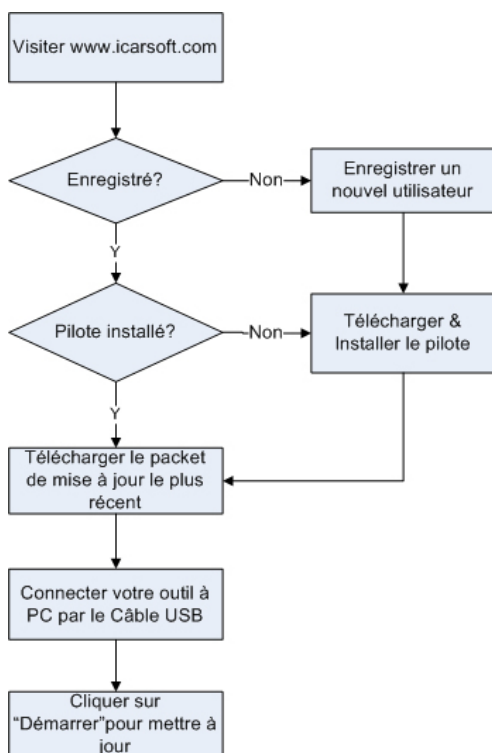 Visiter www.icarsoft.com
Enregistré?
Non
Enregistrer un
nouvel utilisateur
Y
Pilote installé?
Non
Télécharger &
Installer le pilote
Y
Télécharger le packet
de mise à jour le plus
récent
Connecter votre outil à
PC par le Câble USB
Cliquer sur
“Démarrer”pour mettre à
jour